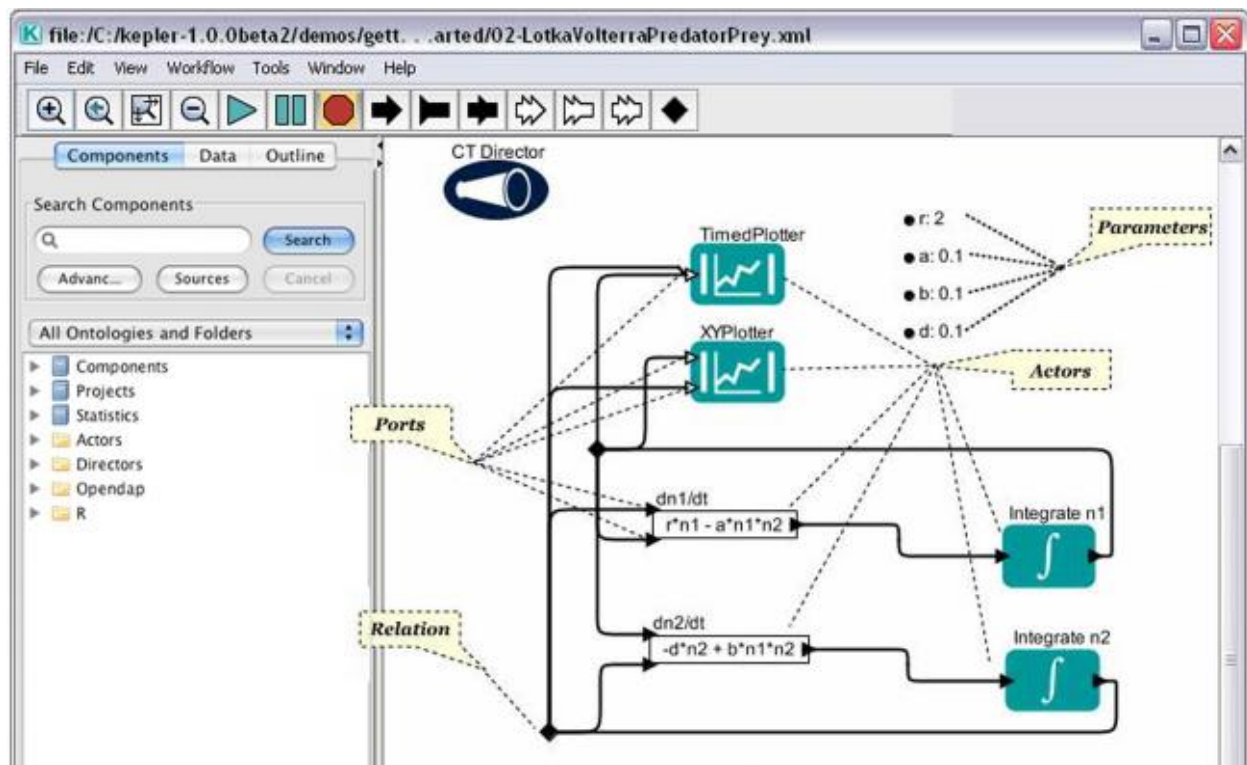 file:/C:/kepler-1.0.0beta2/demos/gett. . .arted/02-LotkaVolterraPredatorPrey.xml
File Edit View Workflow Tools Window Help
Components Data Outline
Search Components
Search
Advanc... Sources Cancel
All Ontologies and Folders
Components
Projects
Statistics
Actors
Directors
Opendap
R
CT Director
TimedPlotter
XYPlotter
r: 2
a: 0.1
b: 0.1
d: 0.1
Parameters
Actors
Ports
dn1/dt
r*n1 - a*n1*n2
Integrate n1
∫
Relation
dn2/dt
-d*n2 + b*n1*n2
Integrate n2
∫